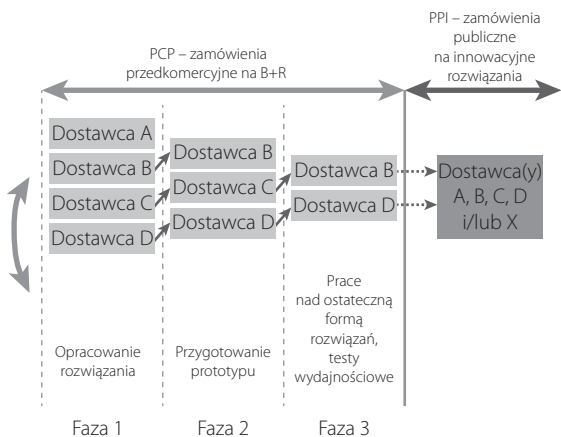 PCP – zamówienia
przedkomercyjne na B+R
PPI – zamówienia
publiczne
na innowacyjne
rozwiązania
Dostawca A
Dostawca B
Dostawca C
Dostawca D
Opracowanie
rozwiązania
Faza 1
Dostawca B
Dostawca C
Dostawca D
Przygotowanie
prototypu
Faza 2
Dostawca B
Dostawca D
Prace
nad ostateczną
formą
rozwiązań,
testy
wydajnościowe
Faza 3
Dostawca(y)
A, B, C, D
i/lub X